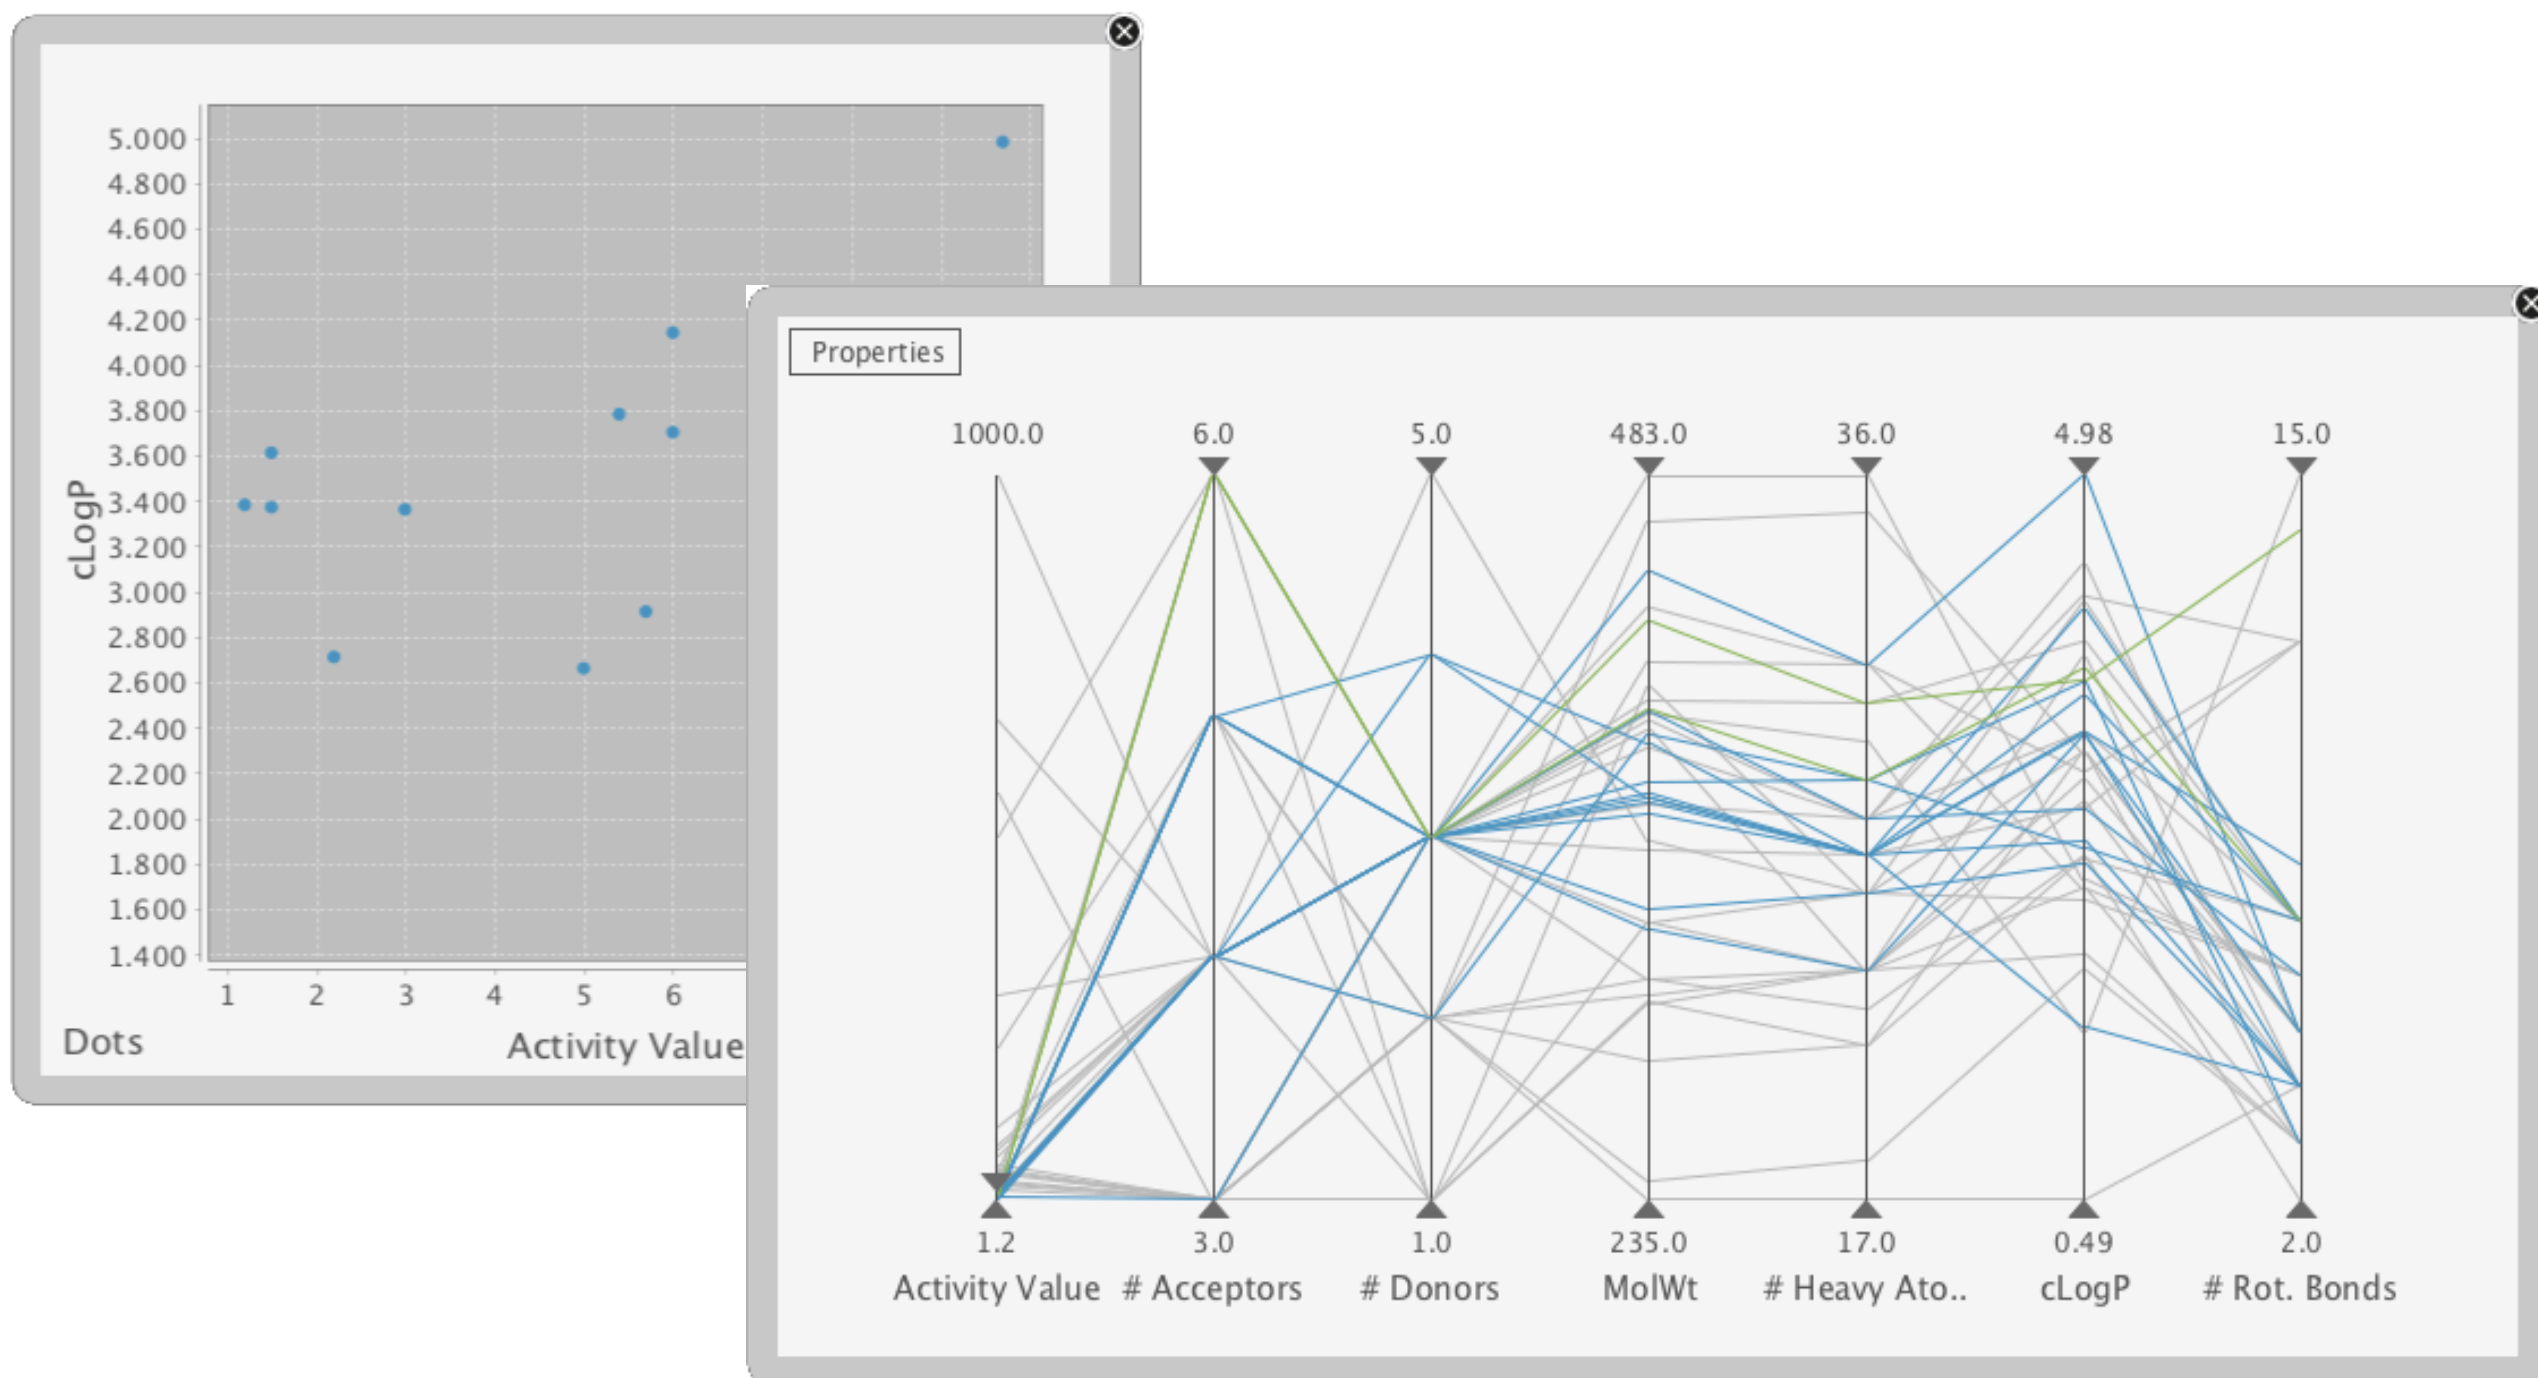 5.000
4.800
4.600
4.400
4.200
4.000
3.800
3.600
3.400
3.200
3.000
2.800
2.600
2.400
2.200
2.000
1.800
1.600
1.400
cLogP
1 2 3 4 5 6
Dots
Activity Value
Properties
1000.0 6.0 5.0 483.0 36.0 4.98 15.0
1.2 3.0 1.0 235.0 17.0 0.49 2.0
Activity Value # Acceptors # Donors MolWt # Heavy Ato.. cLogP # Rot. Bonds